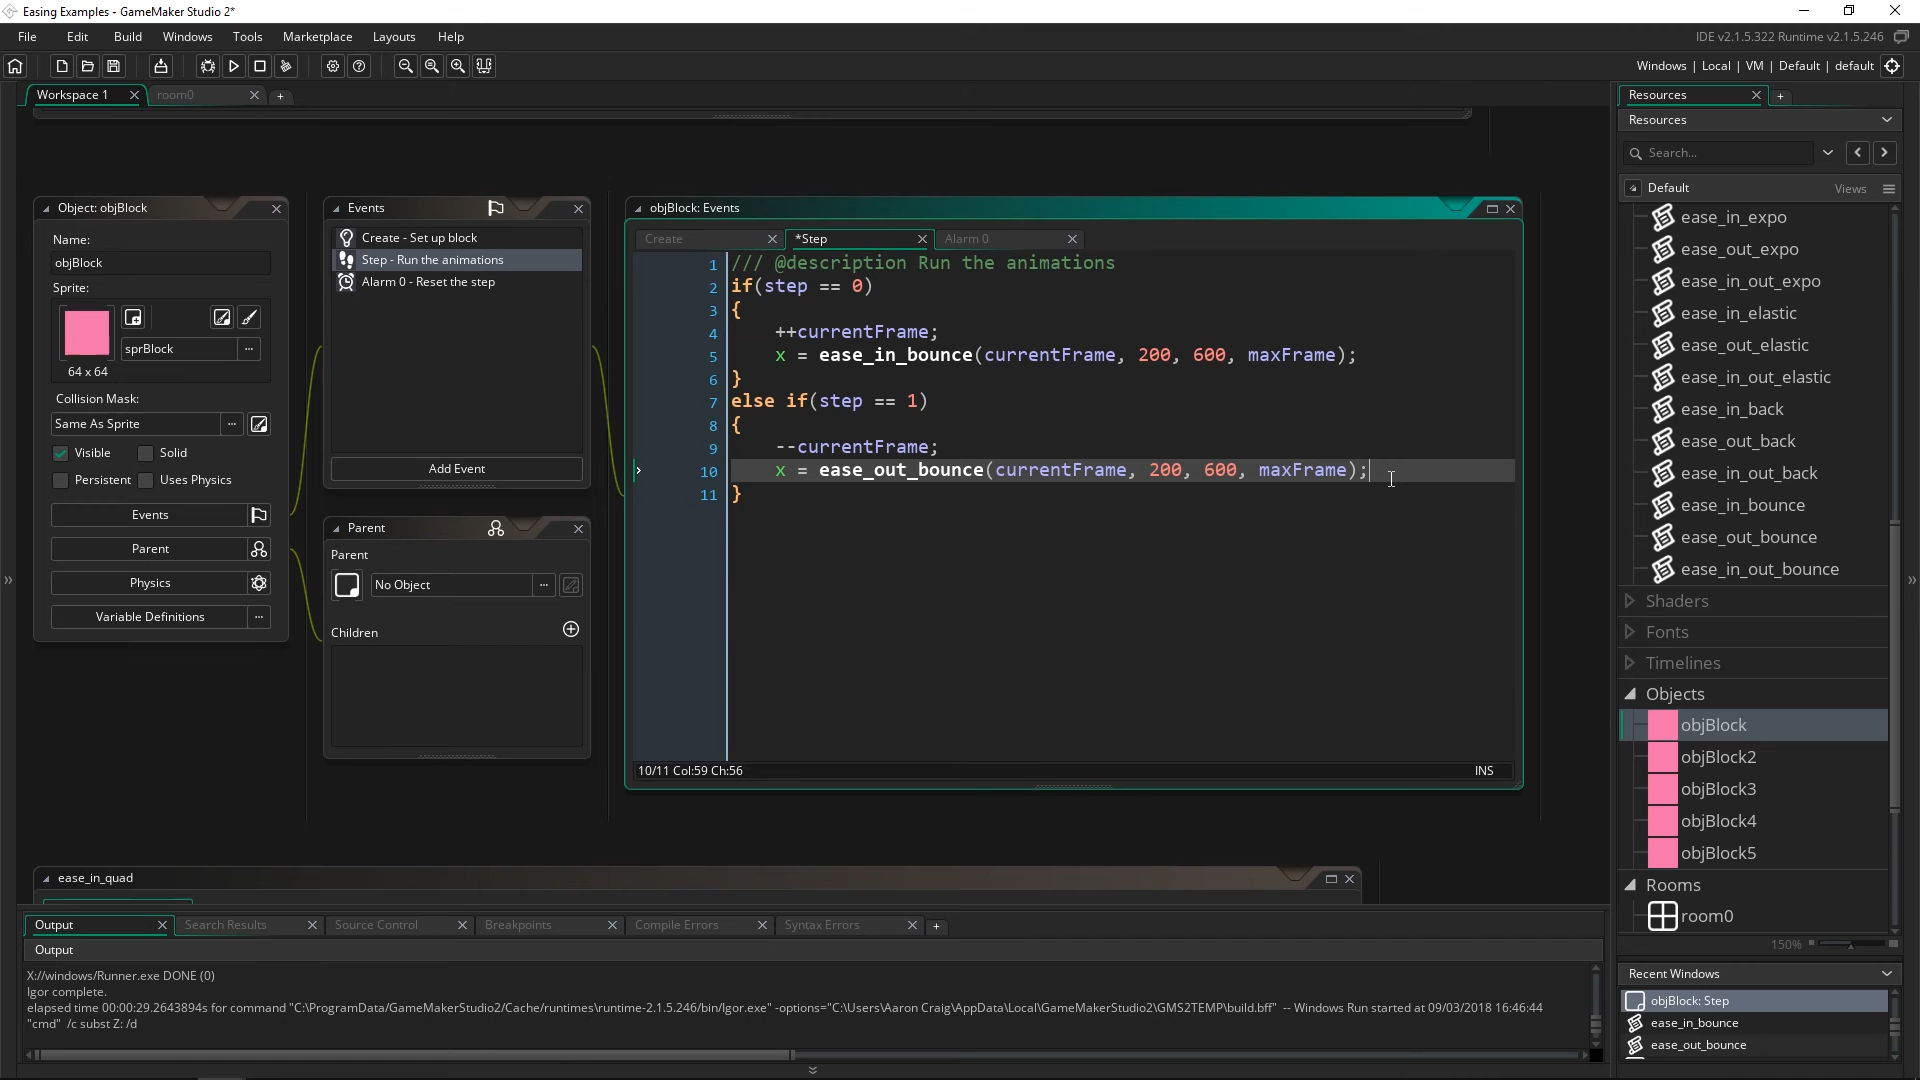 Easing Examples - GameMaker Studio 2*
File Edit Build Windows Tools Marketplace Layouts Help
IDE v2.1.5.322 Runtime v2.1.5.246
Windows | Local | VM | Default | default
Workspace 1
room0
Object: objBlock
Name:
objBlock
Sprite:
sprBlock
...
64 x 64
Collision Mask:
Same As Sprite
...
Visible
Solid
Persistent
Uses Physics
Events
Parent
Physics
Variable Definitions
...
Events
Create - Set up block
Step - Run the animations
Alarm 0 - Reset the step
Add Event
Parent
Parent
No Object
...
Children
objBlock: Events
Create
*Step
Alarm 0
1 /// @description Run the animations
2 if(step == 0)
3 {
4 ++currentFrame;
5 x = ease_in_bounce(currentFrame, 200, 600, maxFrame);
6 }
7 else if(step == 1)
8 {
9 --currentFrame;
10 x = ease_out_bounce(currentFrame, 200, 600, maxFrame);
11 }
10/11 Col:59 Ch:56
INS
ease_in_quad
Output
Search Results
Source Control
Breakpoints
Compile Errors
Syntax Errors
Output
X://windows/Runner.exe DONE (0)
Igor complete.
elapsed time 00:00:29.2643894s for command "C:\ProgramData/GameMakerStudio2/Cache/runtimes\runtime-2.1.5.246/bin/Igor.exe" -options="C:\Users\Aaron Craig\AppData\Local\GameMakerStudio2\GMS2TEMP\build.bff" -- Windows Run started at 09/03/2018 16:46:44
"cmd" /c subst Z: /d
Resources
Resources
Search...
Default
Views
ease_in_expo
ease_out_expo
ease_in_out_expo
ease_in_elastic
ease_out_elastic
ease_in_out_elastic
ease_in_back
ease_out_back
ease_in_out_back
ease_in_bounce
ease_out_bounce
ease_in_out_bounce
Shaders
Fonts
Timelines
Objects
objBlock
objBlock2
objBlock3
objBlock4
objBlock5
Rooms
room0
150%
Recent Windows
objBlock: Step
ease_in_bounce
ease_out_bounce